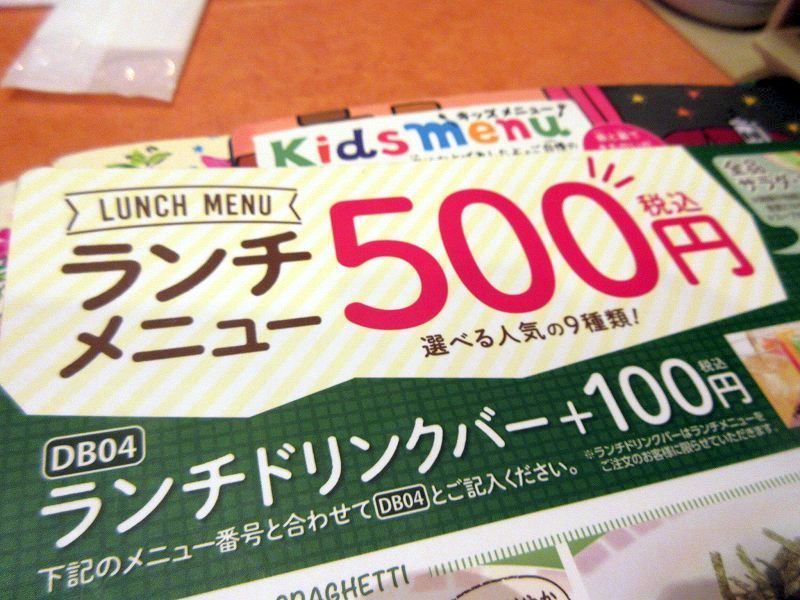 キッズメニュー♪
Kidsmenu
LUNCH MENU
ランチ
メニュー
500円
税込
選べる人気の9種類!
DB04
ランチドリンクバー+100円
税込
※ランチドリンクバーはランチメニューを
ご注文のお客様に限らせていただきます。
下記のメニュー番号と合わせてDB04とご記入ください。
SPAGHETTI